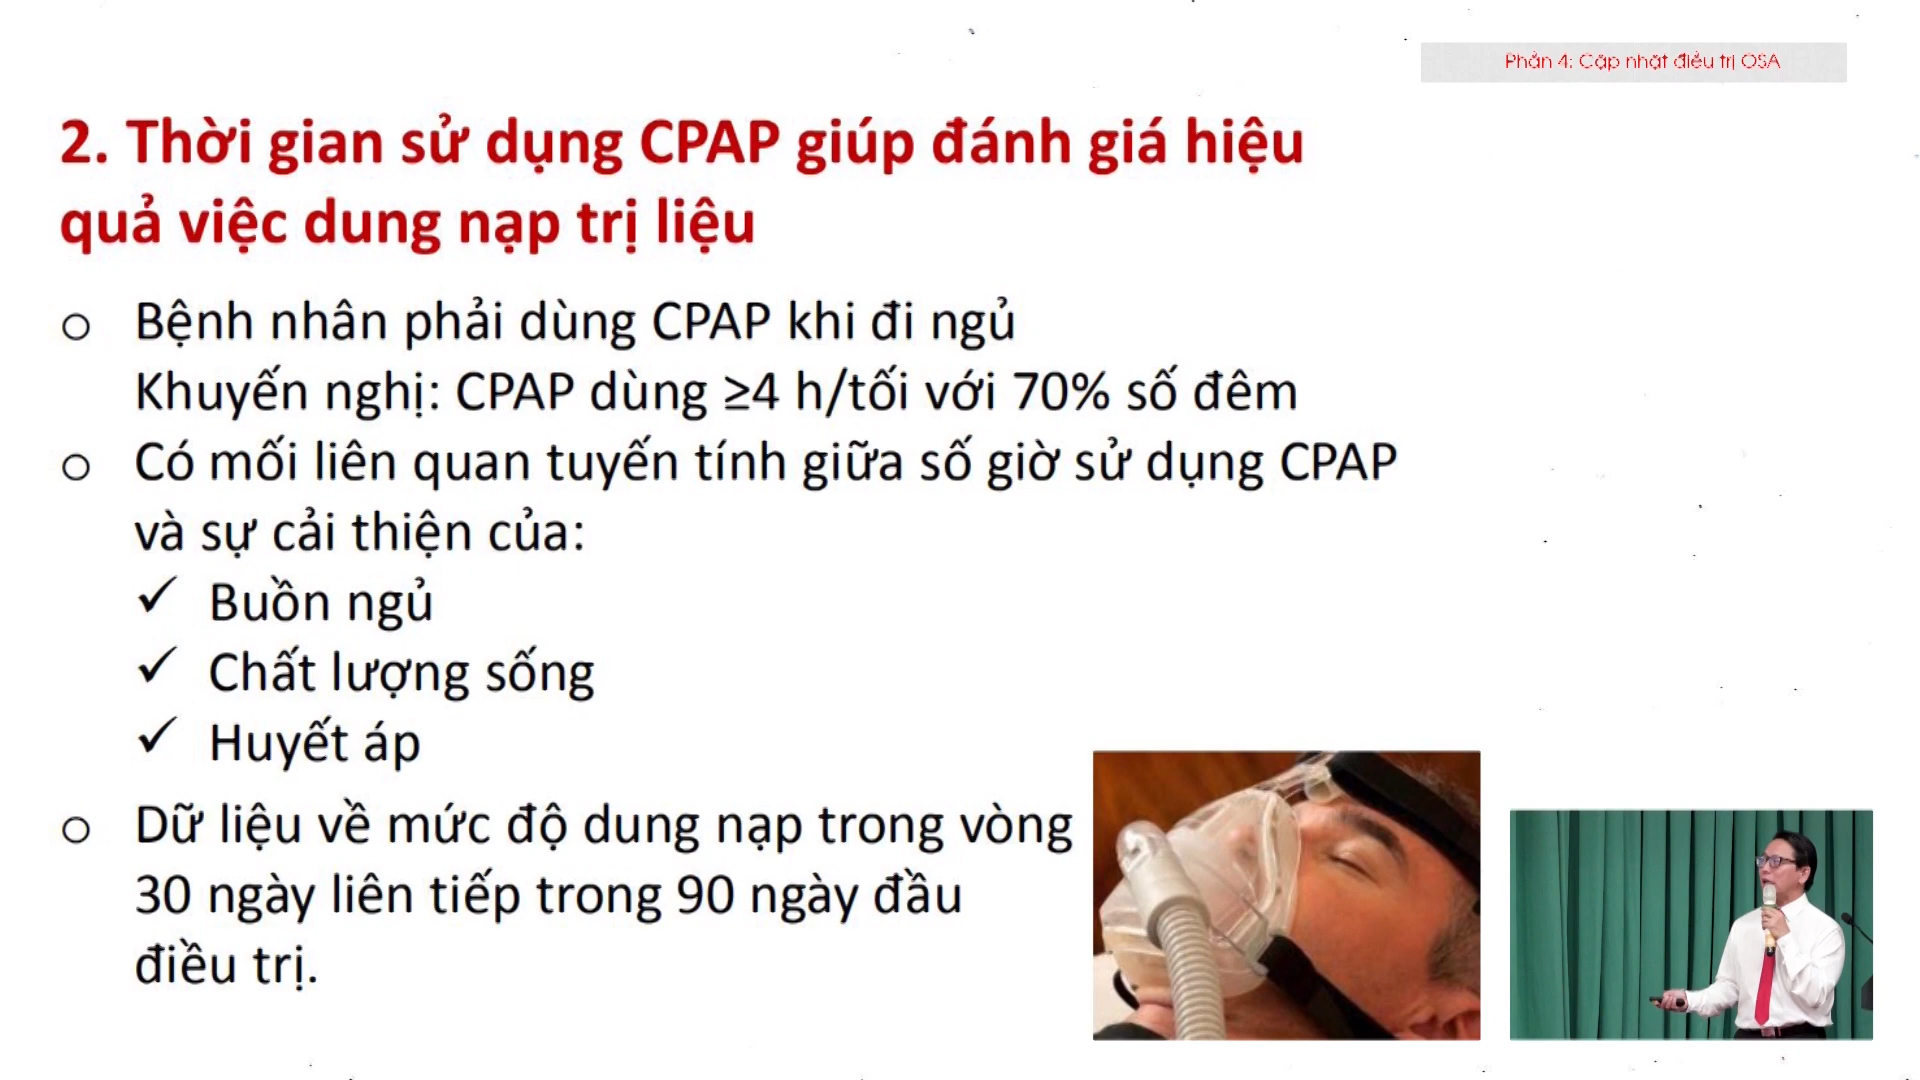 Phần 4: Cập nhật điều trị OSA
2. Thời gian sử dụng CPAP giúp đánh giá hiệu
quả việc dung nạp trị liệu
o Bệnh nhân phải dùng CPAP khi đi ngủ
Khuyến nghị: CPAP dùng ≥4 h/tối với 70% số đêm
o Có mối liên quan tuyến tính giữa số giờ sử dụng CPAP
và sự cải thiện của:
✓ Buồn ngủ
✓ Chất lượng sống
✓ Huyết áp
o Dữ liệu về mức độ dung nạp trong vòng
30 ngày liên tiếp trong 90 ngày đầu
điều trị.